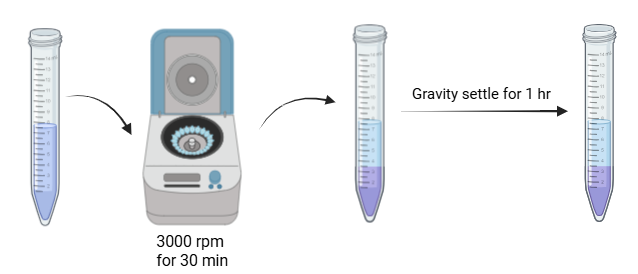 Gravity settle for 1 hr
3000 rpm
for 30 min